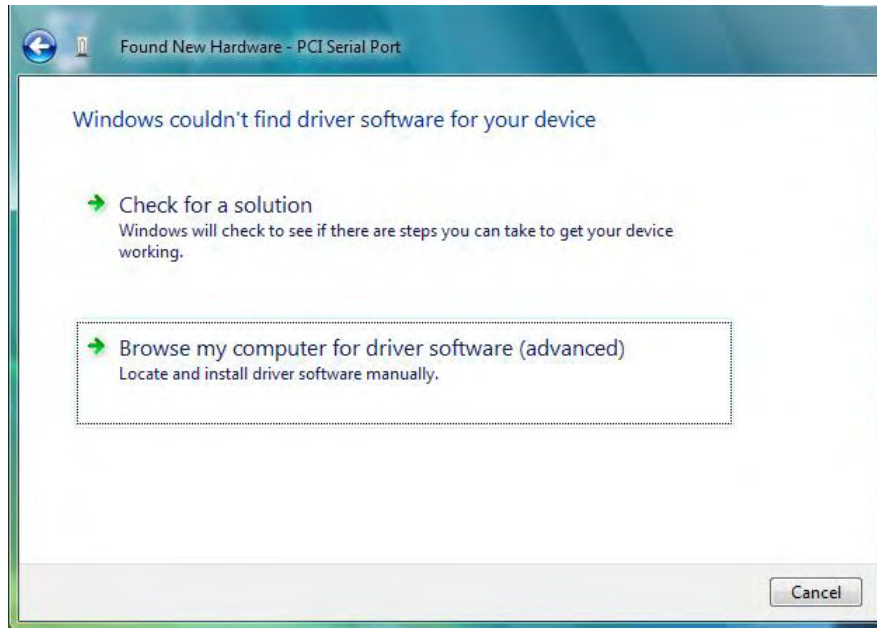 Found New Hardware - PCI Serial Port
Windows couldn't find driver software for your device
Check for a solution
Windows will check to see if there are steps you can take to get your device
working.
Browse my computer for driver software (advanced)
Locate and install driver software manually.
Cancel